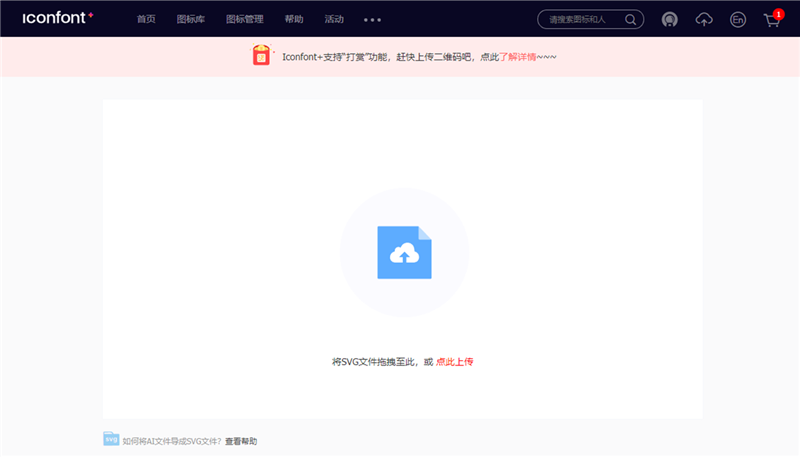 ıconfont+ 首页 图标库 图标管理 帮助 活动 ••• 请搜索图标和人 En 1
Iconfont+支持"打赏"功能，赶快上传二维码吧，点此了解详情~~~
将SVG文件拖拽至此，或 点此上传
svg 如何将AI文件导成SVG文件? 查看帮助